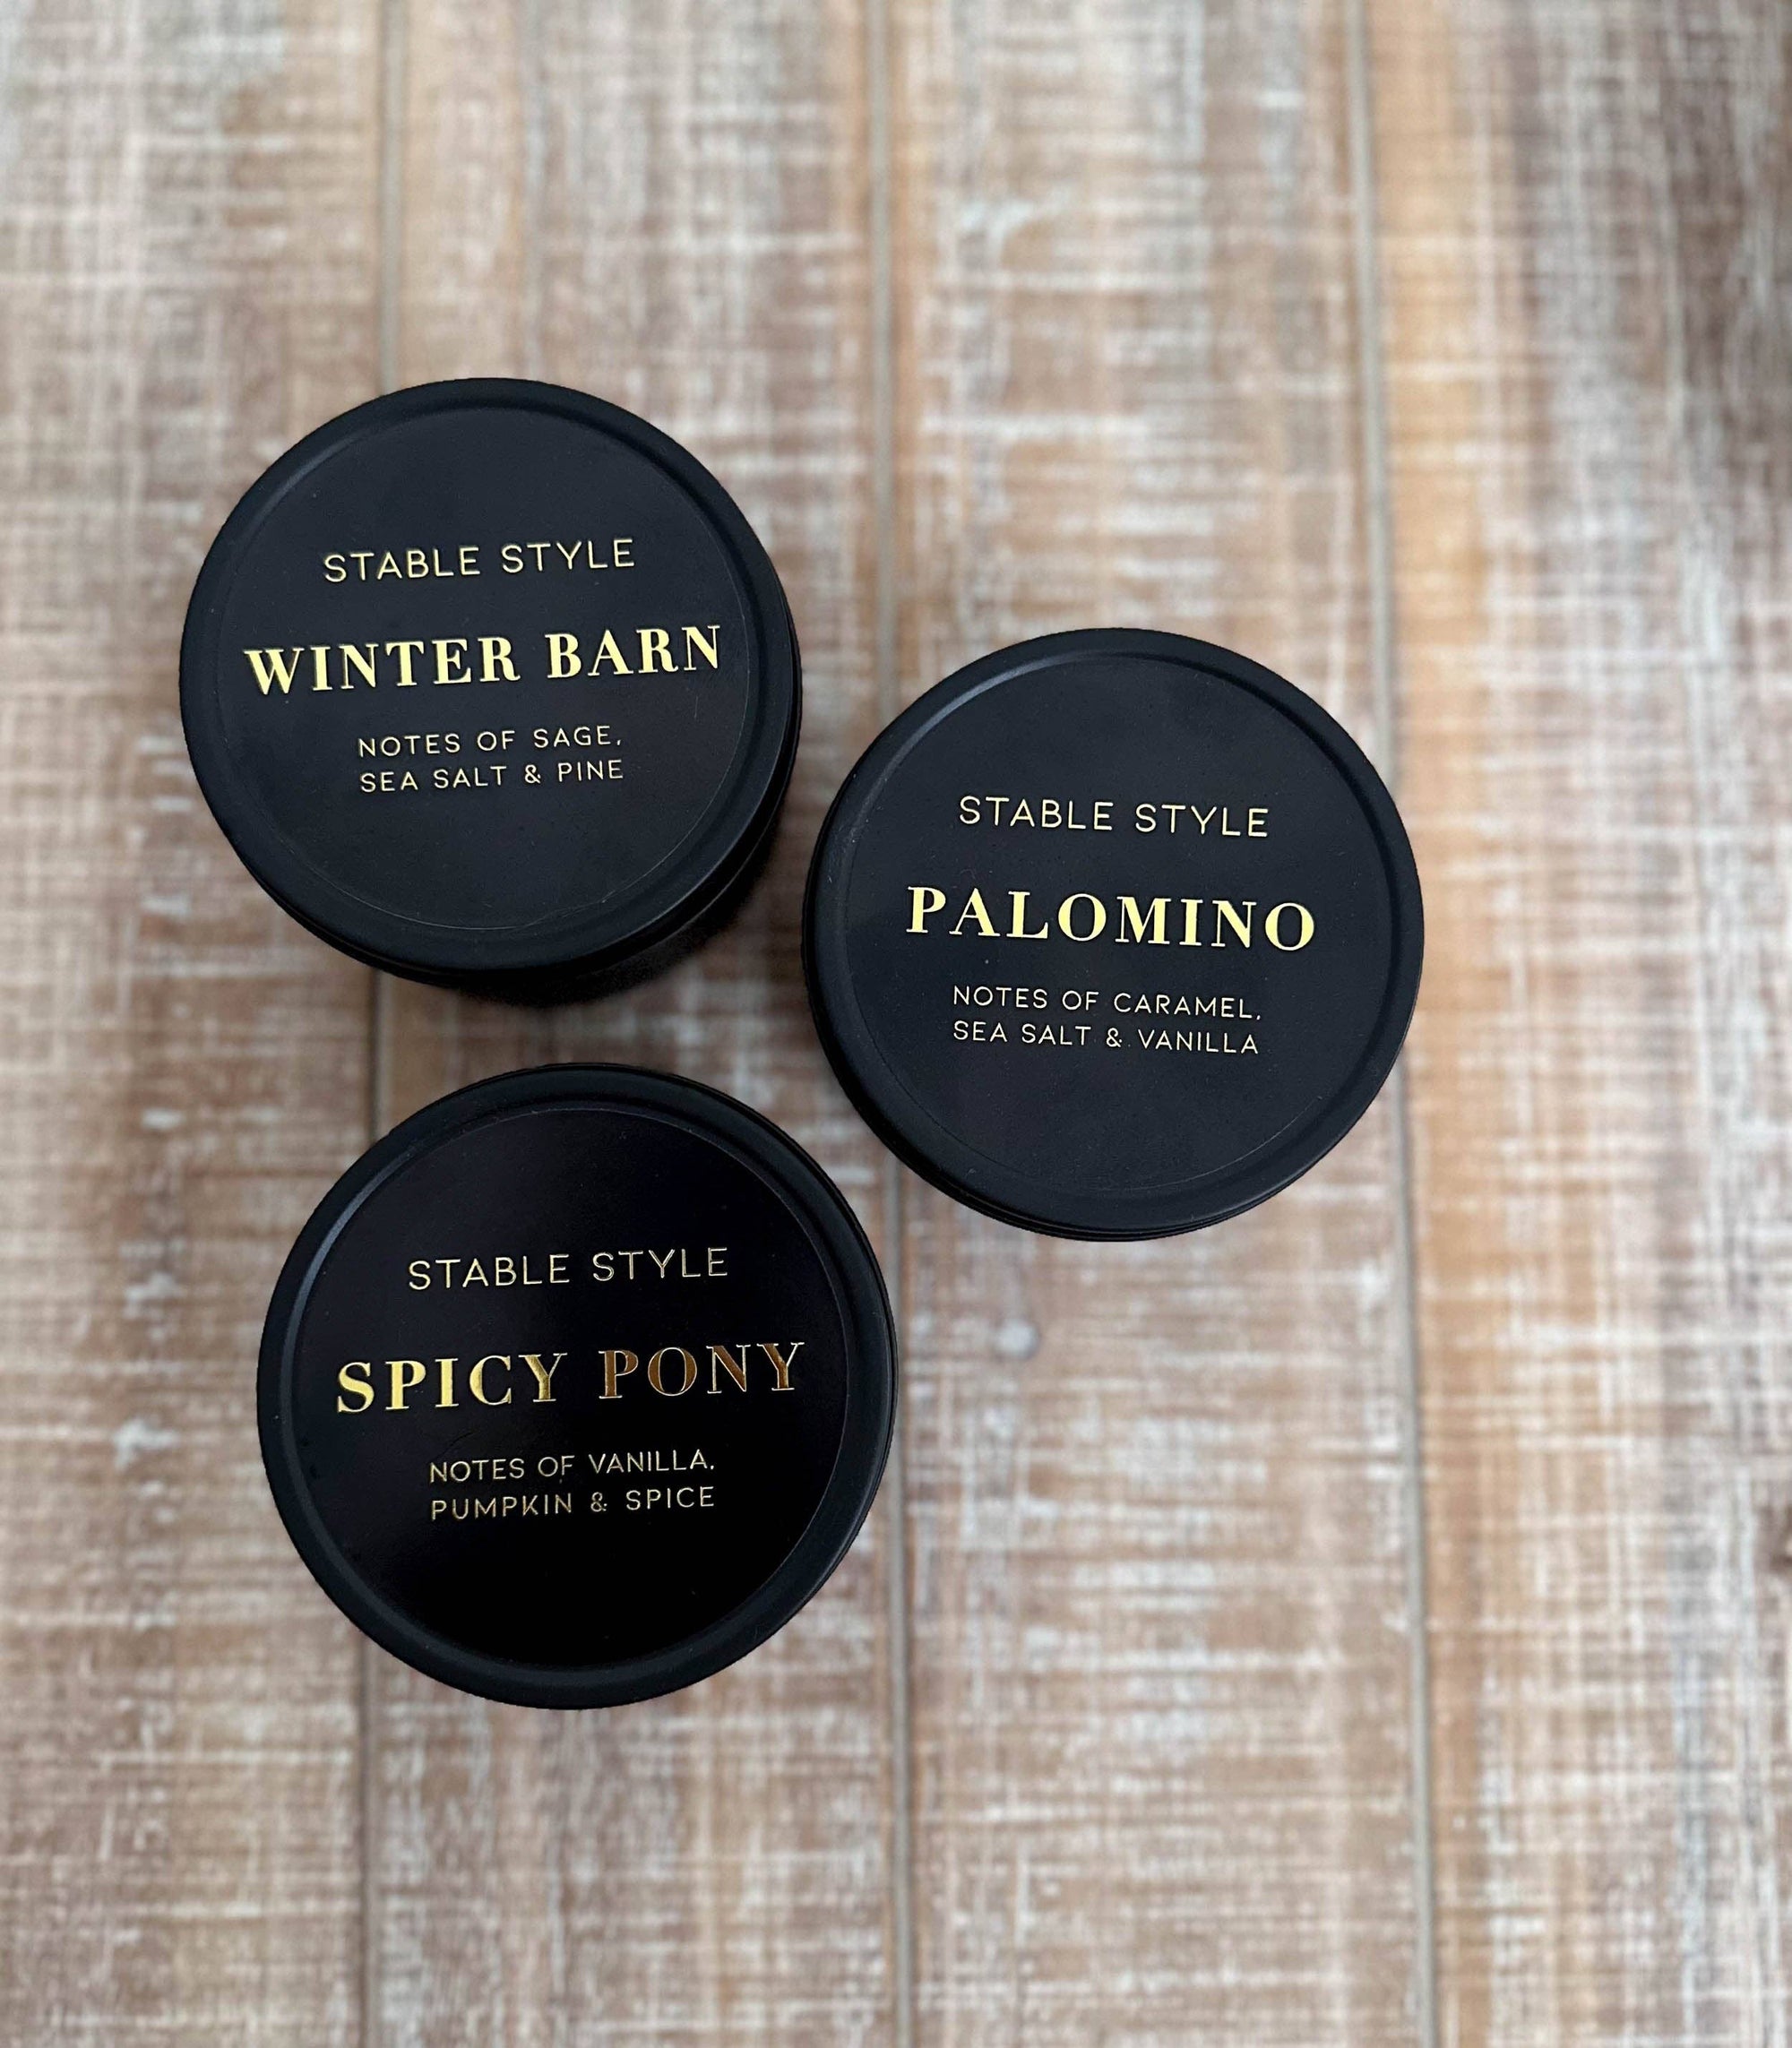 STABLE STYLE
WINTER BARN
NOTES OF SAGE,
SEA SALT & PINE
STABLE STYLE
PALOMINO
NOTES OF CARAMEL,
SEA SALT & VANILLA
STABLE STYLE
SPICY PONY
NOTES OF VANILLA,
PUMPKIN & SPICE